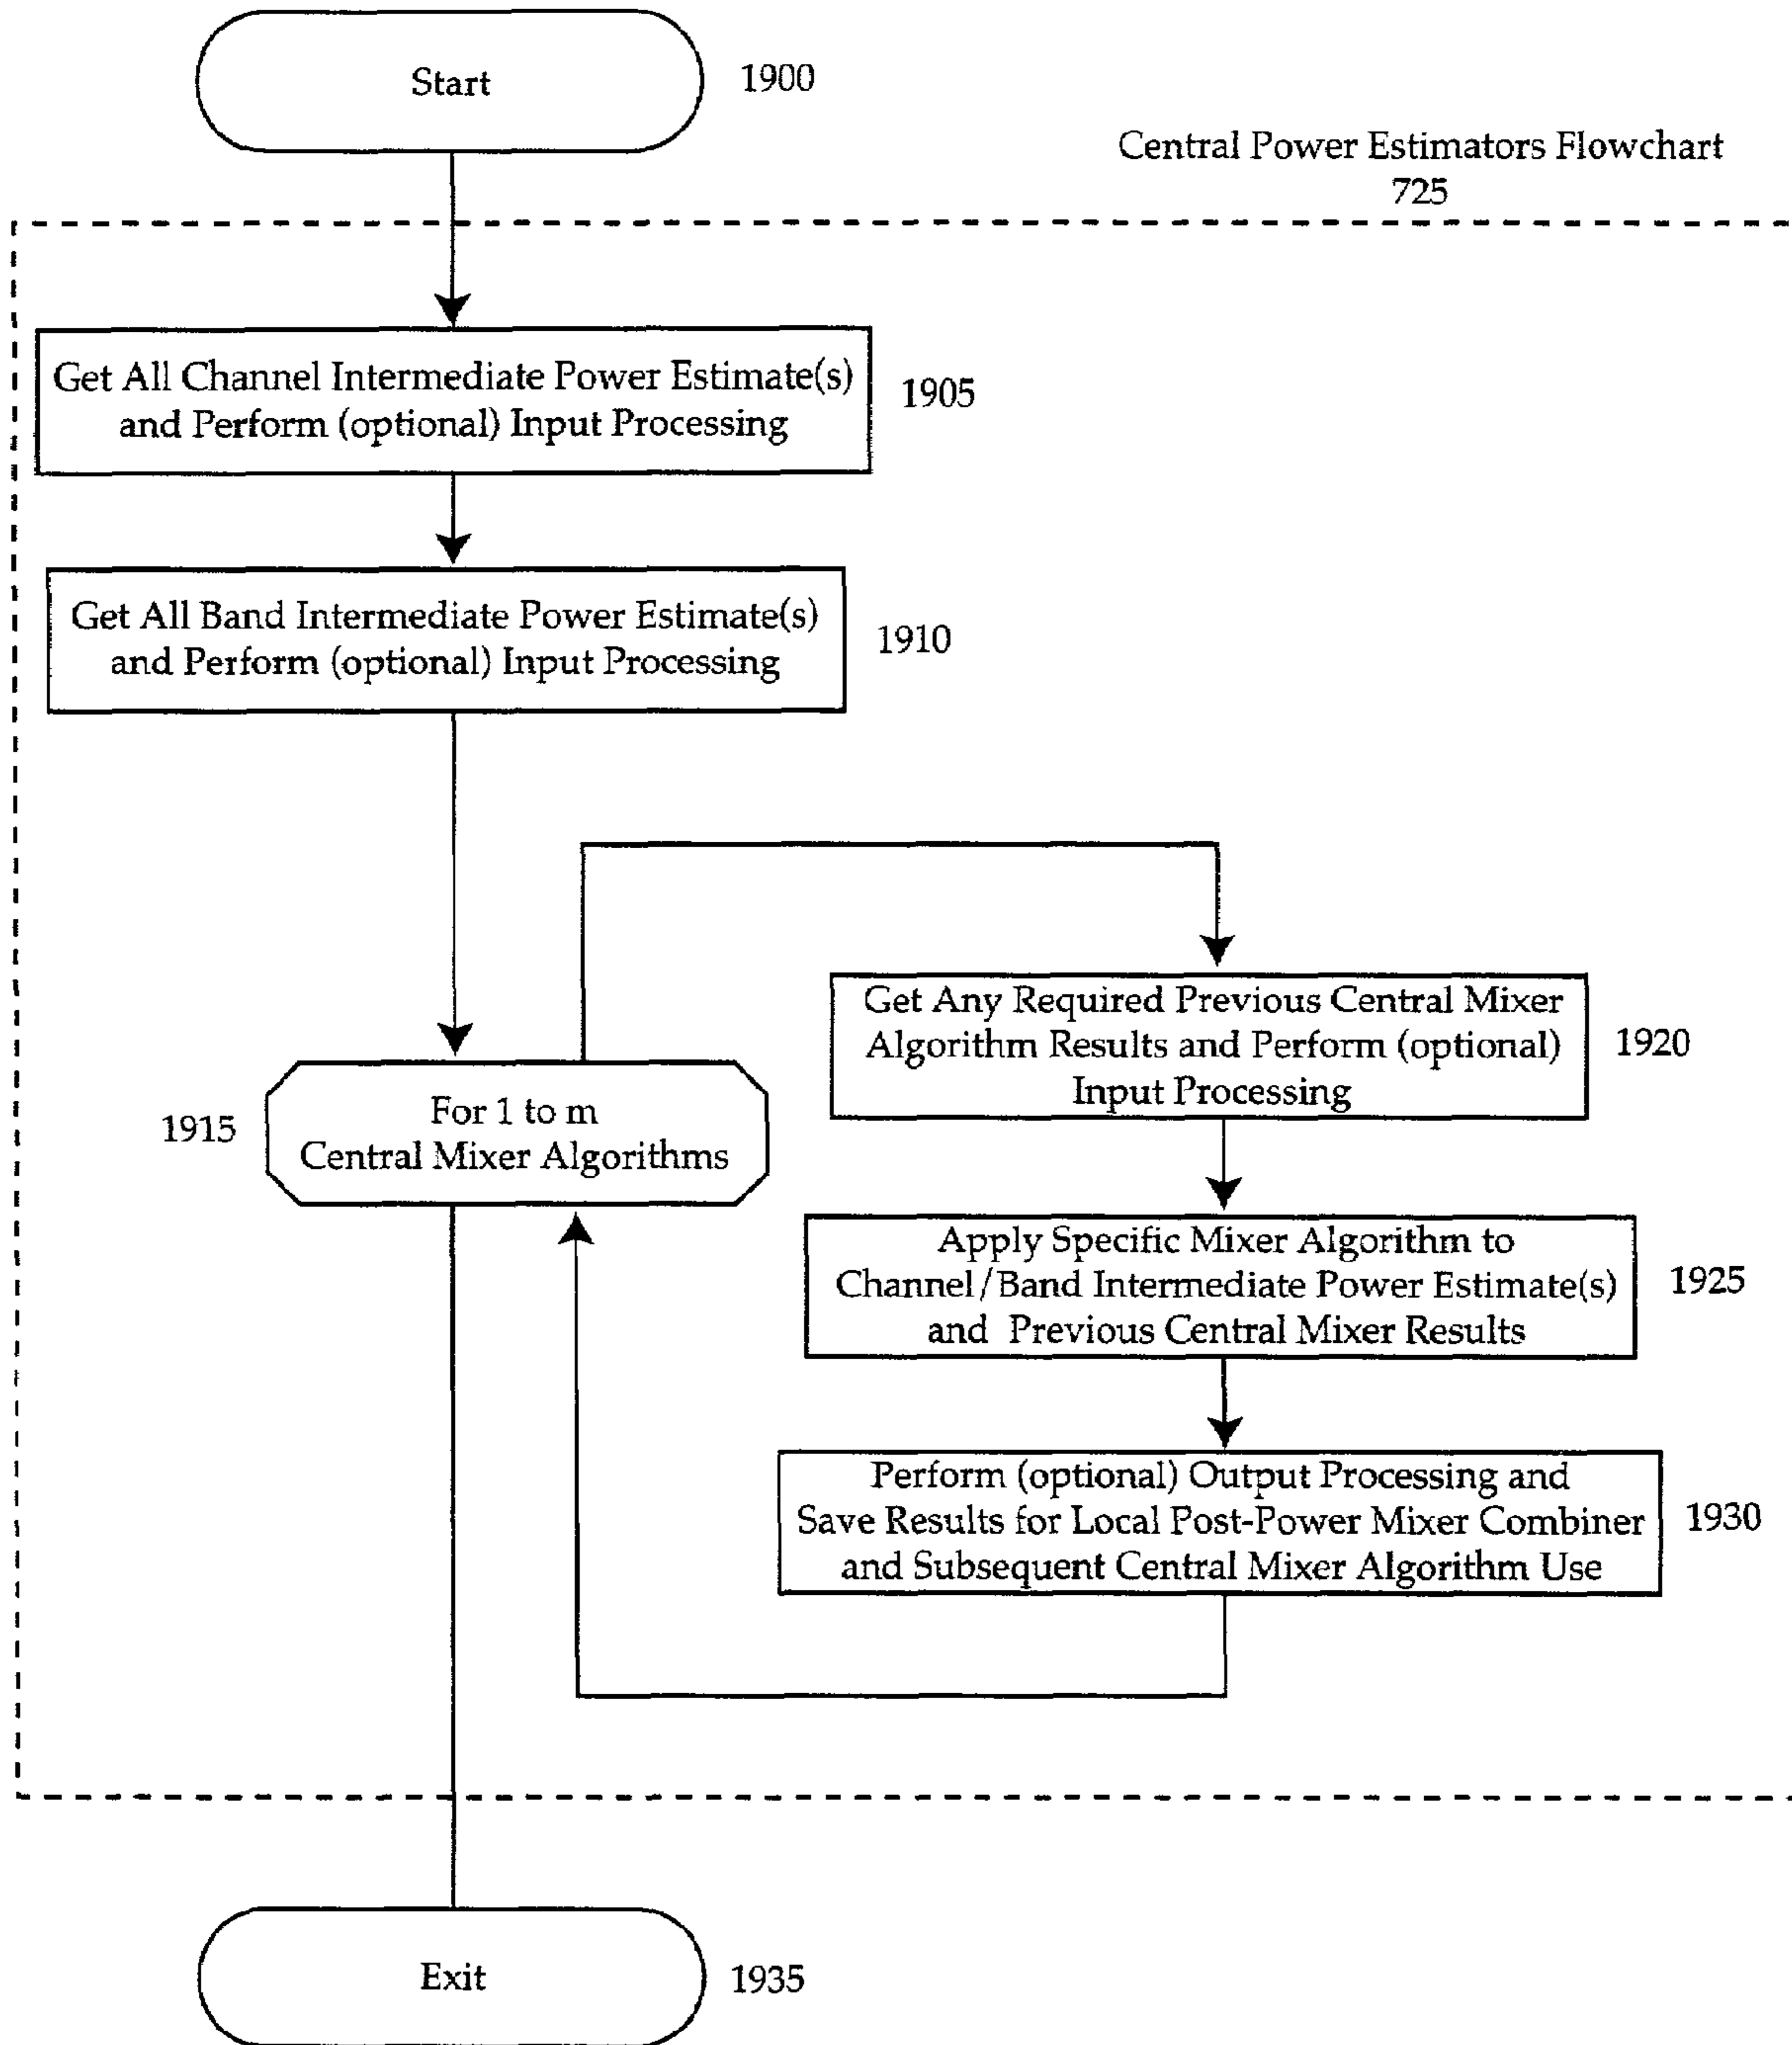 Start
1900
Central Power Estimators Flowchart
725
Get All Channel Intermediate Power Estimate(s)
and Perform (optional) Input Processing
1905
Get All Band Intermediate Power Estimate(s)
and Perform (optional) Input Processing
1910
1915
For 1 to m
Central Mixer Algorithms
Get Any Required Previous Central Mixer
Algorithm Results and Perform (optional)
Input Processing
1920
Apply Specific Mixer Algorithm to
Channel/Band Intermediate Power Estimate(s)
and Previous Central Mixer Results
1925
Perform (optional) Output Processing and
Save Results for Local Post-Power Mixer Combiner
and Subsequent Central Mixer Algorithm Use
1930
Exit
1935